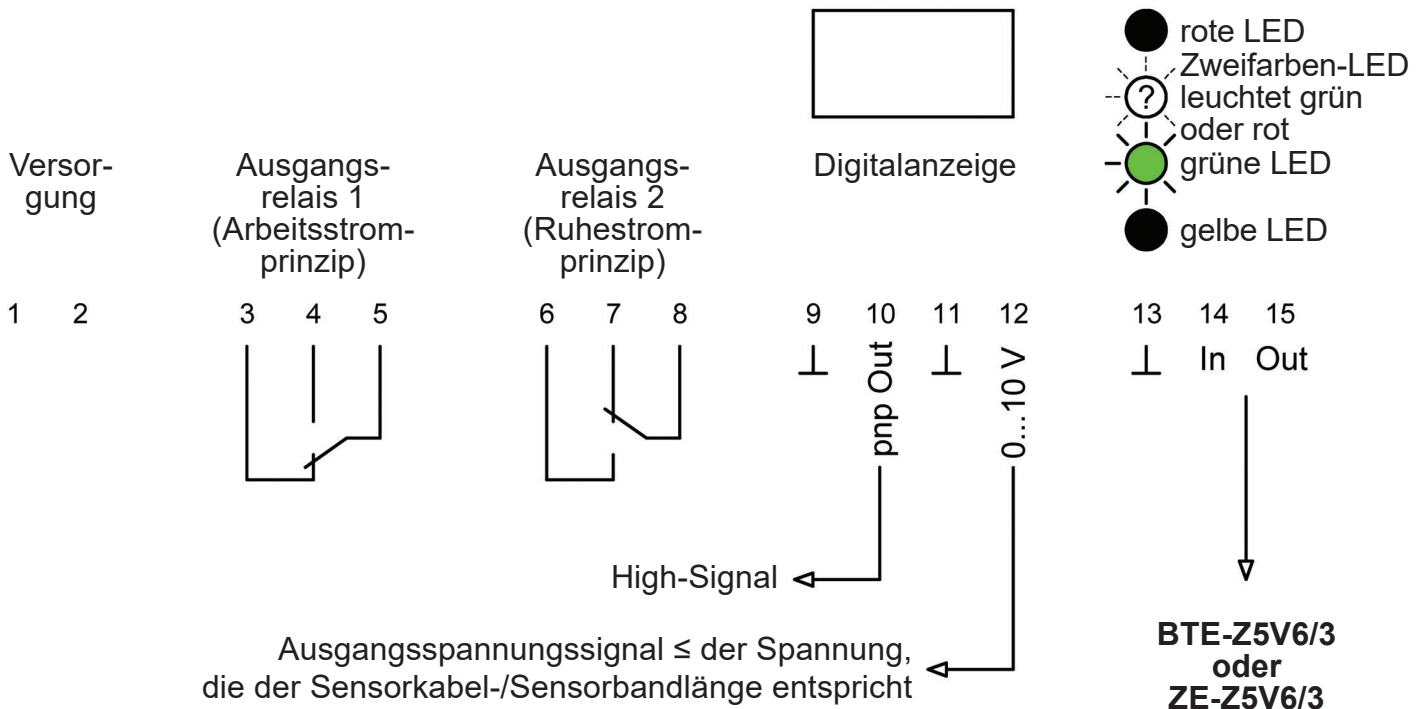 rote LED
Zweifarben-LED
?
leuchtet grün
oder rot
grüne LED
gelbe LED
Versor-
gung
Ausgangs-
relais 1
(Arbeitsstrom-
prinzip)
Ausgangs-
relais 2
(Ruhestrom-
prinzip)
Digitalanzeige
1 2 3 4 5 6 7 8 9 10 11 12 13 14 15
pnp Out
0...10 V
In Out
High-Signal
Ausgangsspannungssignal ≤ der Spannung,
die der Sensorkabel-/Sensorbandlänge entspricht
BTE-Z5V6/3
oder
ZE-Z5V6/3